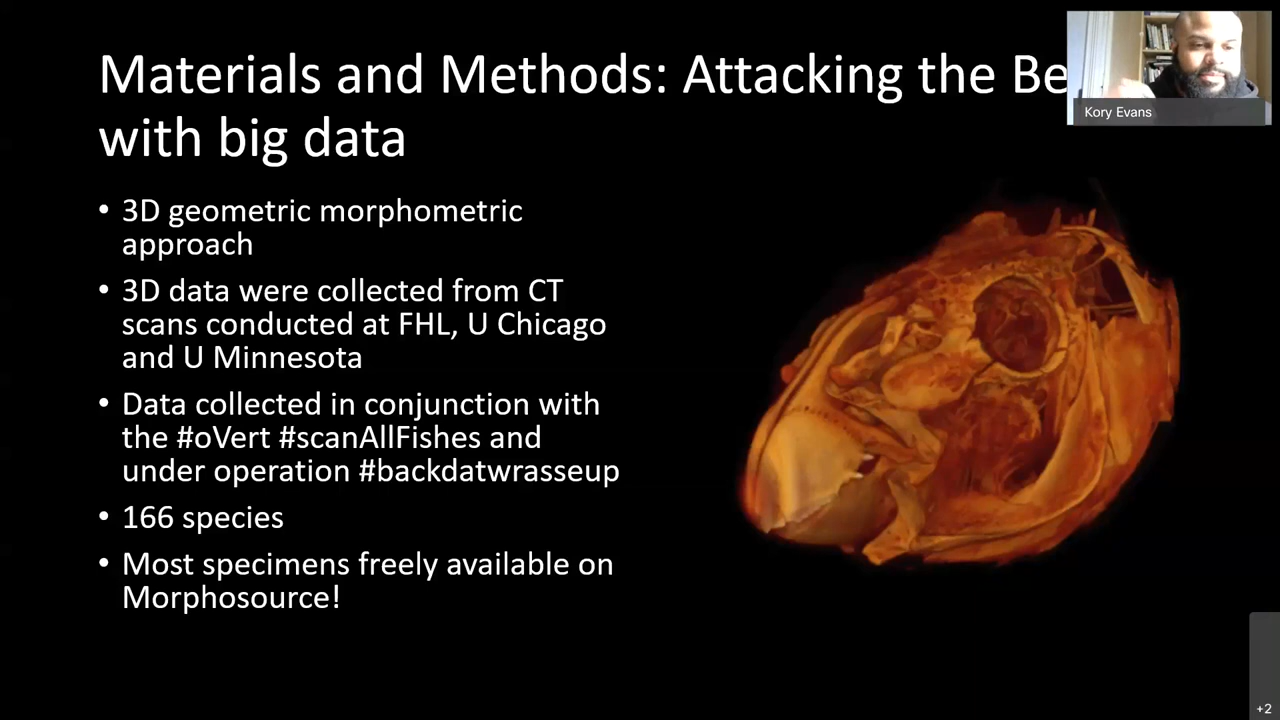 Materials and Methods: Attacking the Be
with big data
Kory Evans
• 3D geometric morphometric
approach
• 3D data were collected from CT
scans conducted at FHL, U Chicago
and U Minnesota
• Data collected in conjunction with
the #oVert #scanAllFishes and
under operation #backdatwrasseup
• 166 species
• Most specimens freely available on
Morphosource!
+2